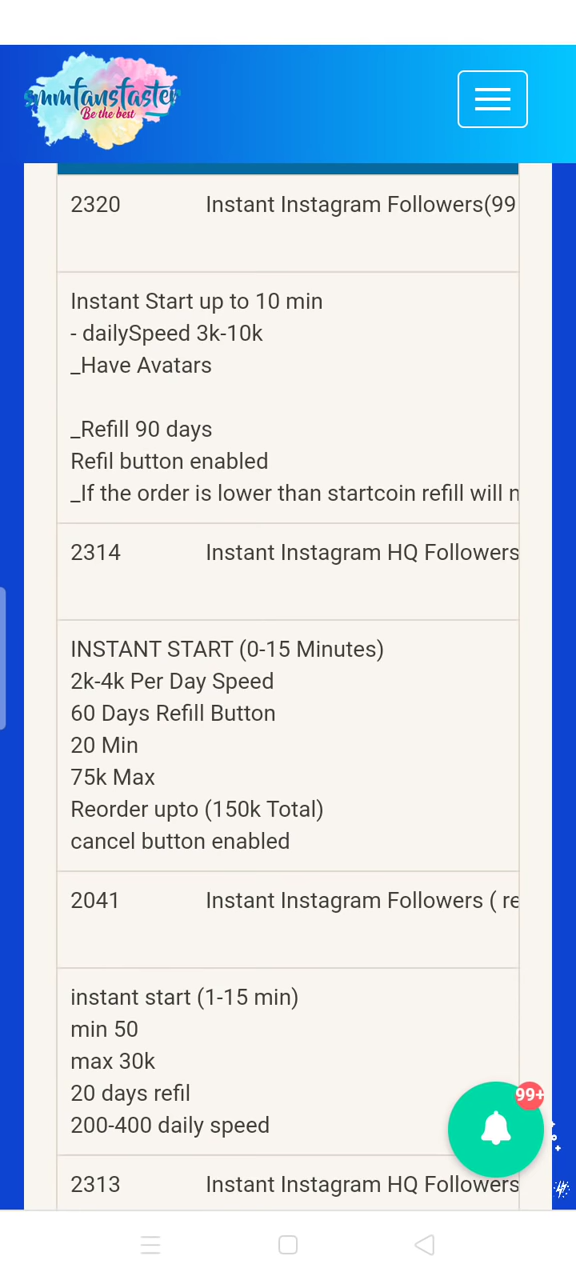 smmfansfaster
Be the best
2320 Instant Instagram Followers(99
Instant Start up to 10 min
- dailySpeed 3k-10k
_Have Avatars
_Refill 90 days
Refil button enabled
_If the order is lower than startcoin refill will n
2314 Instant Instagram HQ Followers
INSTANT START (0-15 Minutes)
2k-4k Per Day Speed
60 Days Refill Button
20 Min
75k Max
Reorder upto (150k Total)
cancel button enabled
2041 Instant Instagram Followers ( re
instant start (1-15 min)
min 50
max 30k
20 days refil
200-400 daily speed
99+
2313 Instant Instagram HQ Followers